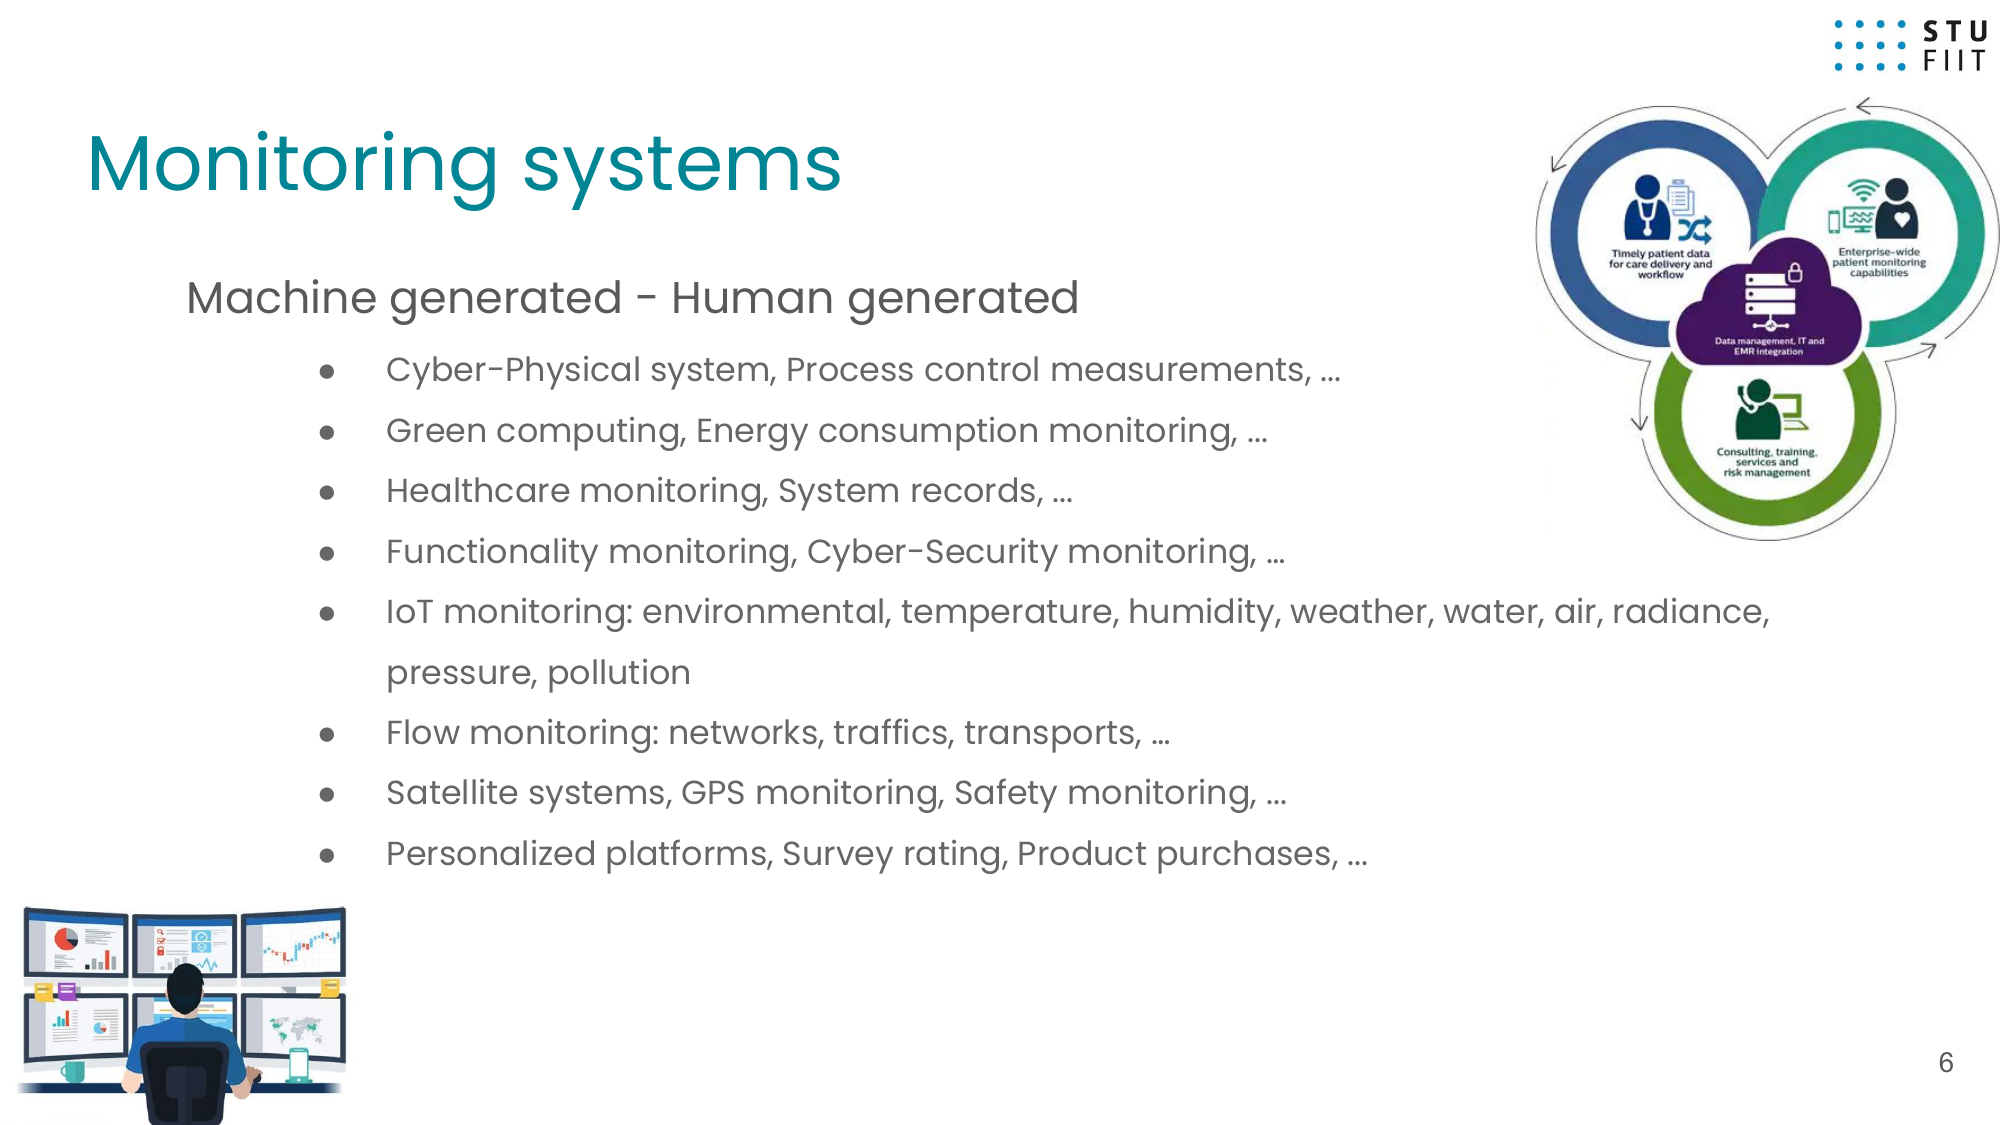 STU
FIIT
Monitoring systems
Timely patient data
for care delivery and
workflow
Enterprise-wide
patient monitoring
capabilities
Data management, IT and
EMR integration
Consulting, training,
services and
risk management
Machine generated - Human generated
● Cyber-Physical system, Process control measurements, ...
● Green computing, Energy consumption monitoring, ...
● Healthcare monitoring, System records, ...
● Functionality monitoring, Cyber-Security monitoring, ...
● IoT monitoring: environmental, temperature, humidity, weather, water, air, radiance,
pressure, pollution
● Flow monitoring: networks, traffics, transports, ...
● Satellite systems, GPS monitoring, Safety monitoring, ...
● Personalized platforms, Survey rating, Product purchases, ...
6